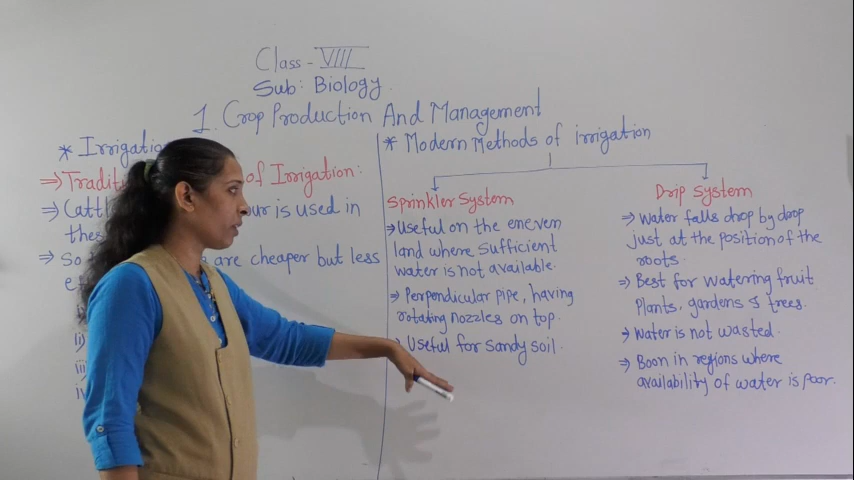 Class - VIII
Sub: Biology.
1. Crop Production And Management
* Irrigatio
⇒ Tradit of Irrigation:
⇒ Cattl our is used in
these
⇒ So are cheaper but less
e
ii)
iii)
* Modern Methods of irrigation
Sprinkler System
⇒ Useful on the eneven
land where sufficient
water is not available.
⇒ Perpendicular pipe, having
rotating nozzles on top.
⇒ Useful for sandy soil.
Drip System
⇒ Water falls drop by drop
just at the position of the
roots.
⇒ Best for watering fruit
Plants, gardens & trees.
⇒ Water is not wasted.
⇒ Boon in regions where
availability of water is poor.